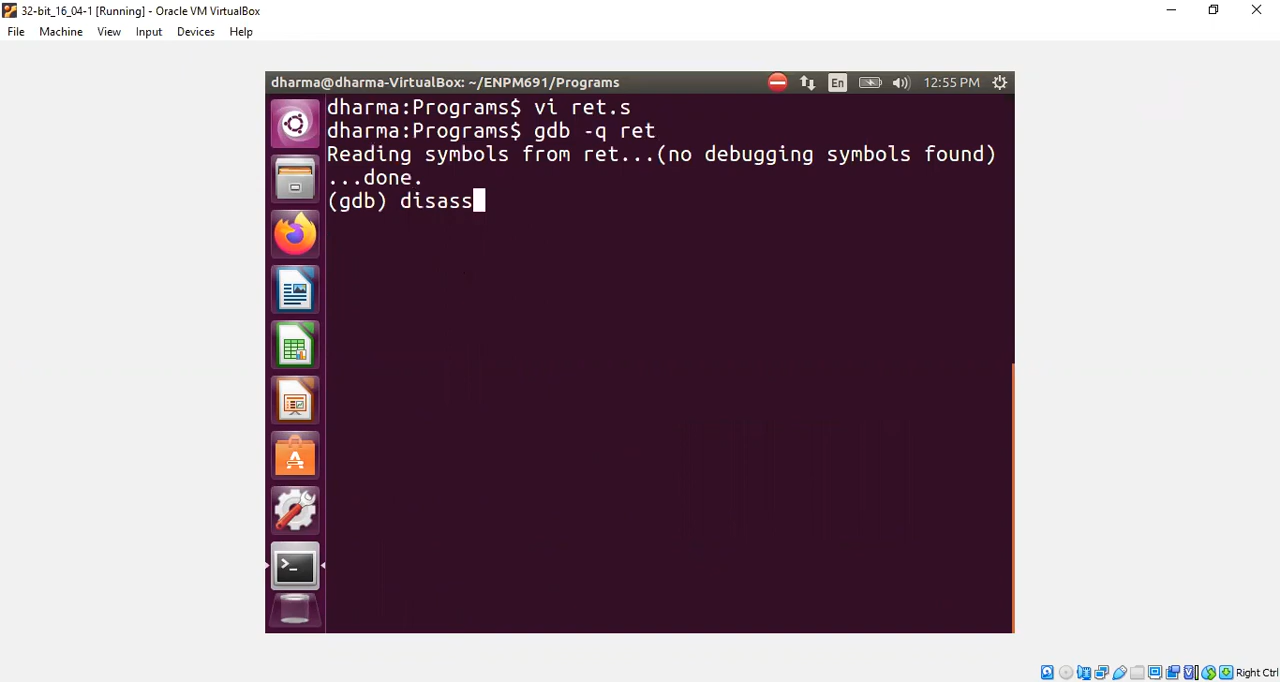 32-bit_16_04-1 [Running] - Oracle VM VirtualBox
File Machine View Input Devices Help
dharma@dharma-VirtualBox: ~/ENPM691/Programs En 12:55 PM
dharma:Programs$ vi ret.s
dharma:Programs$ gdb -q ret
Reading symbols from ret...(no debugging symbols found)
...done.
(gdb) disass
Right Ctrl